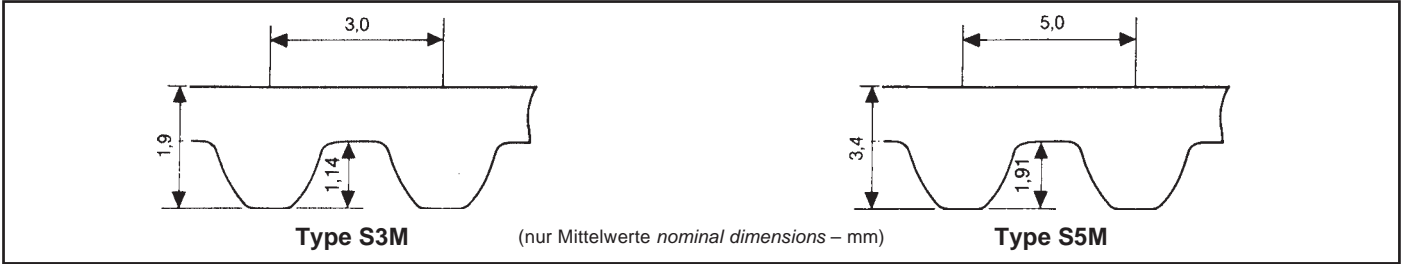 3,0
5,0
1,9
1,14
3,4
1,91
Type S3M
(nur Mittelwerte nominal dimensions – mm)
Type S5M